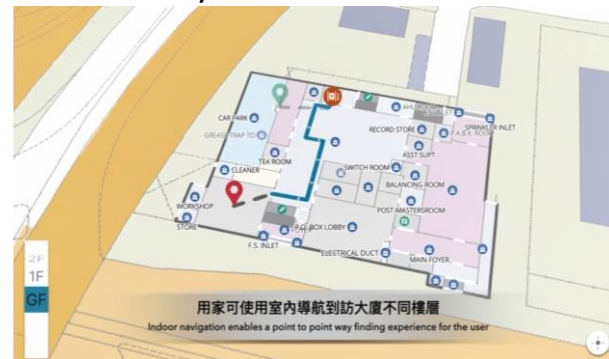 CAR PARK
GREASE TRAP TO
TEA ROOM
CLEANER
WORKSHOP
STORE
F.S. INLET
P.O. BOX LOBBY
ELECTRICAL DUCT
MAIN FOYER
POST-MASTERSROOM
BALANCING ROOM
SWITCH ROOM
ASST SUPT
RECORD STORE
P.A.B.X. ROOM
SPRINKLER INLET
2F
1F
GF
用家可使用室內導航到訪大廈不同樓層
Indoor navigation enables a point to point way finding experience for the user